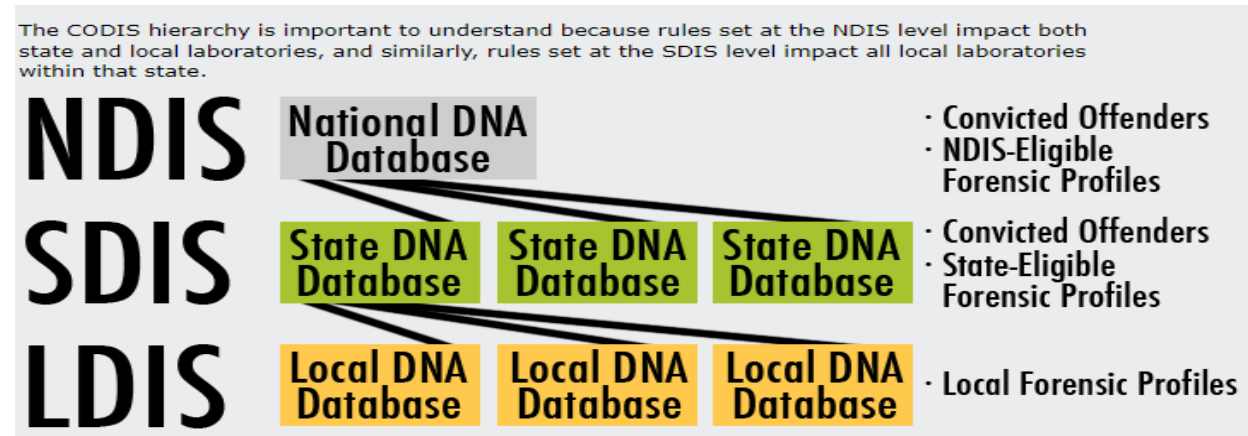 The CODIS hierarchy is important to understand because rules set at the NDIS level impact both
state and local laboratories, and similarly, rules set at the SDIS level impact all local laboratories
within that state.
NDIS
National DNA
Database
· Convicted Offenders
· NDIS-Eligible
Forensic Profiles
SDIS
State DNA
Database
State DNA
Database
State DNA
Database
· Convicted Offenders
· State-Eligible
Forensic Profiles
LDIS
Local DNA
Database
Local DNA
Database
Local DNA
Database
· Local Forensic Profiles